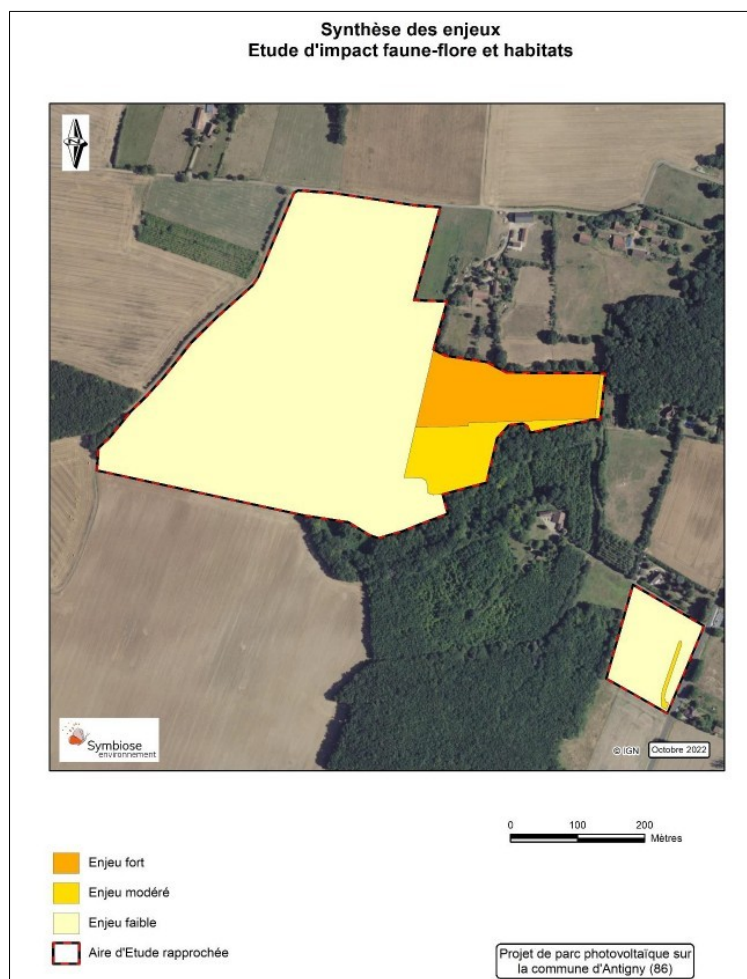 Synthèse des enjeux
Etude d'impact faune-flore et habitats
N
Symbiose
environnement
© IGN
Octobre 2022
0 100 200
Mètres
Enjeu fort
Enjeu modéré
Enjeu faible
Aire d'Etude rapprochée
Projet de parc photovoltaïque sur
la commune d'Antigny (86)